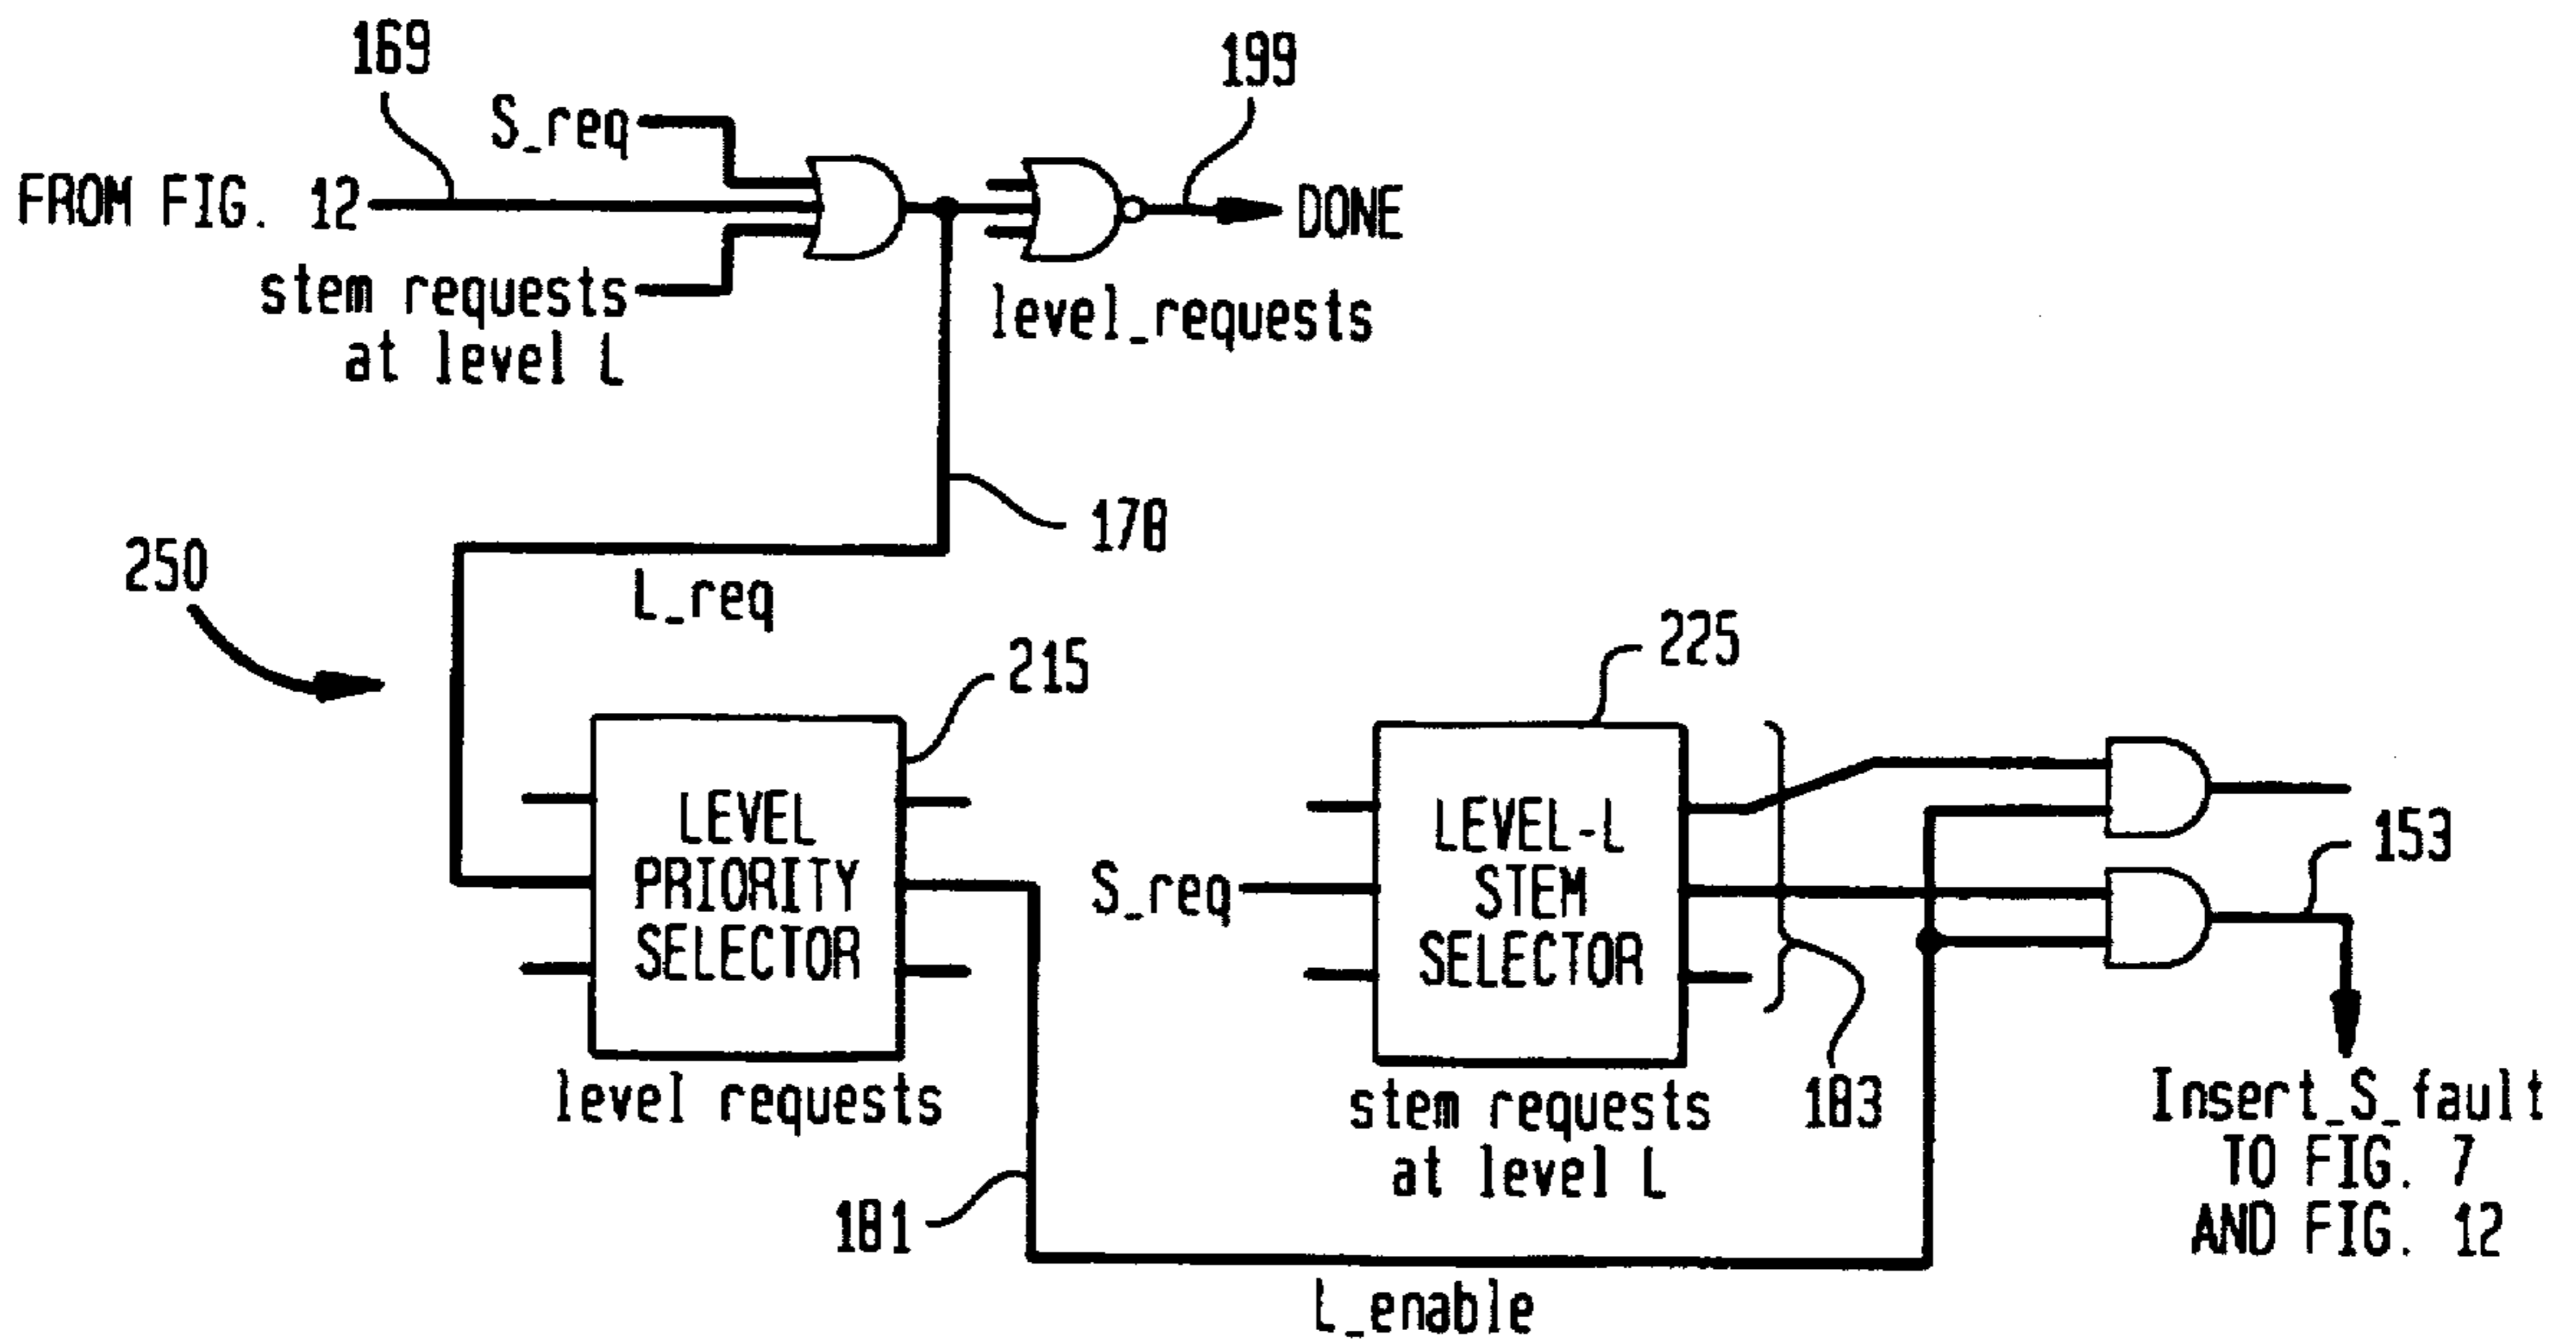 169
199
S_req
FROM FIG. 12
DONE
stem requests
at level L
level_requests
178
250
L_req
215
225
LEVEL
PRIORITY
SELECTOR
level requests
S_req
LEVEL-L
STEM
SELECTOR
stem requests
at level L
183
153
181
L_enable
Insert_S_fault
TO FIG. 7
AND FIG. 12